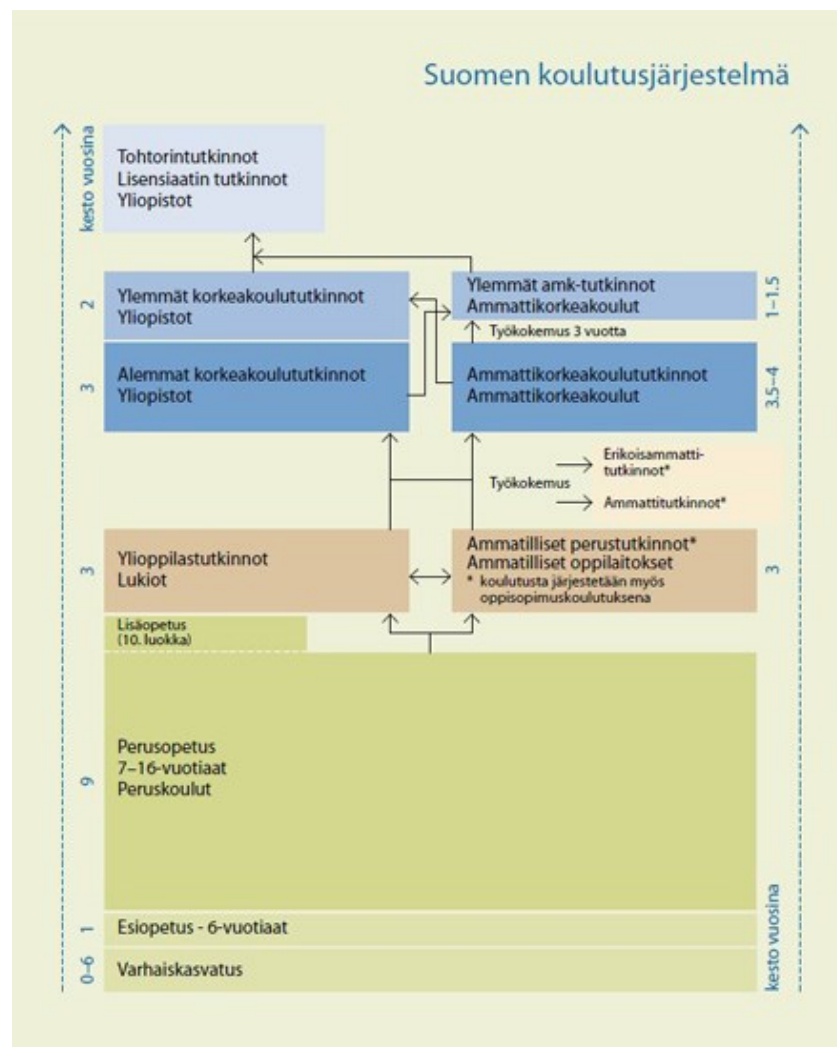 Suomen koulutusjärjestelmä
kesto vuosina
Tohtorintutkinnot
Lisensiaatin tutkinnot
Yliopistot
2
Ylemmät korkeakoulututkinnot
Yliopistot
Ylemmät amk-tutkinnot
Ammattikorkeakoulut
1–1.5
Työkokemus 3 vuotta
3
Alemmat korkeakoulututkinnot
Yliopistot
Ammattikorkeakoulututkinnot
Ammattikorkeakoulut
3.5–4
Työkokemus
Erikoisammatti-
tutkinnot*
Ammattitutkinnot*
3
Ylioppilastutkinnot
Lukiot
Ammatilliset perustutkinnot*
Ammatilliset oppilaitokset
* koulutusta järjestetään myös
oppisopimuskoulutuksena
3
Lisäopetus
(10. luokka)
9
Perusopetus
7–16-vuotiaat
Peruskoulut
1
Esiopetus - 6-vuotiaat
0–6
Varhaiskasvatus
kesto vuosina